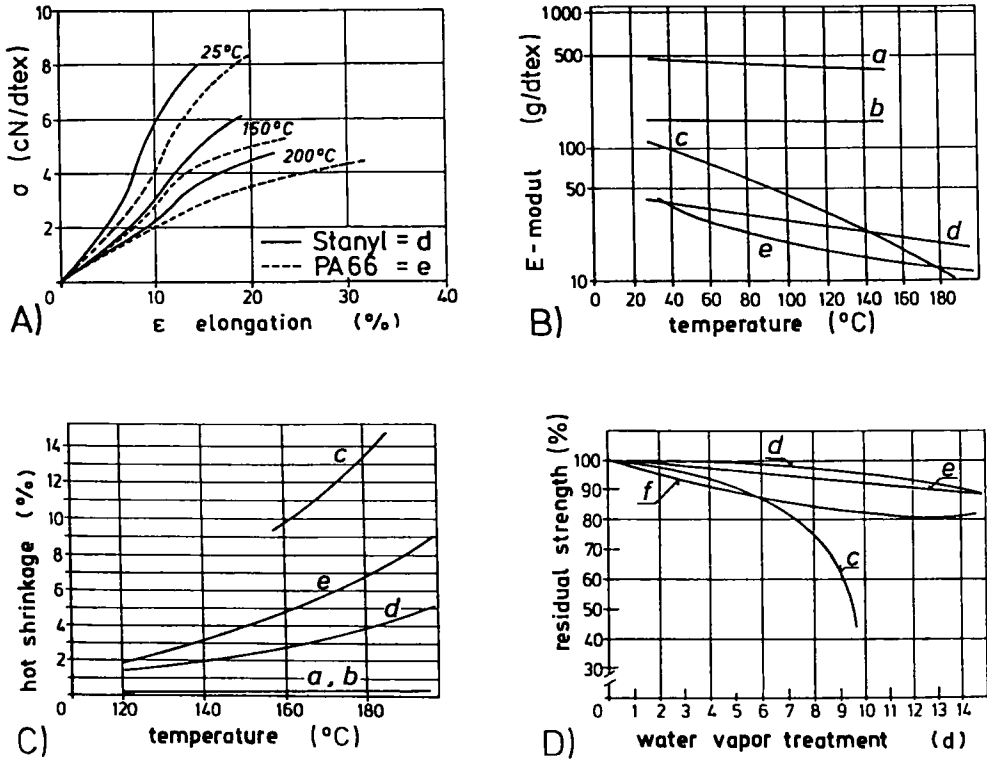 10
8
6
4
2
0
10
20
30
40
σ (cN/dtex)
25°C
150°C
200°C
Stanyl = d
PA66 = e
A)
ε elongation (%)
1000
500
100
50
10
0
20
40
60
80
100
120
140
160
180
E-modul (g/dtex)
a
b
c
d
e
B)
temperature (°C)
14
12
10
8
6
4
2
0
120
140
160
180
hot shrinkage (%)
c
e
d
a, b
C)
temperature (°C)
100
90
80
70
60
50
40
30
0
1
2
3
4
5
6
7
8
9
10
11
12
13
14
residual strength (%)
d
e
f
c
D)
water vapor treatment (d)